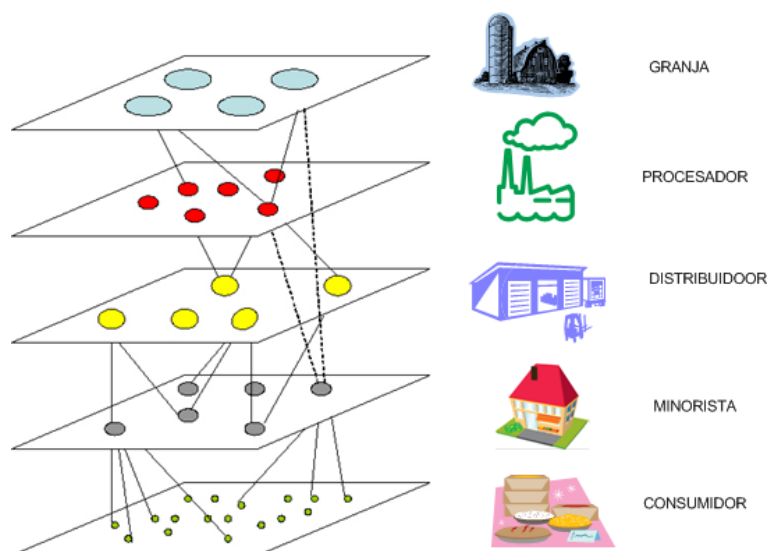 GRANJA
PROCESADOR
DISTRIBUIDOOR
MINORISTA
CONSUMIDOR